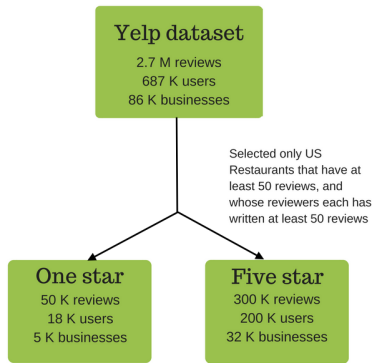 Yelp dataset
2.7 M reviews
687 K users
86 K businesses
Selected only US
Restaurants that have at
least 50 reviews, and
whose reviewers each has
written at least 50 reviews
One star
50 K reviews
18 K users
5 K businesses
Five star
300 K reviews
200 K users
32 K businesses